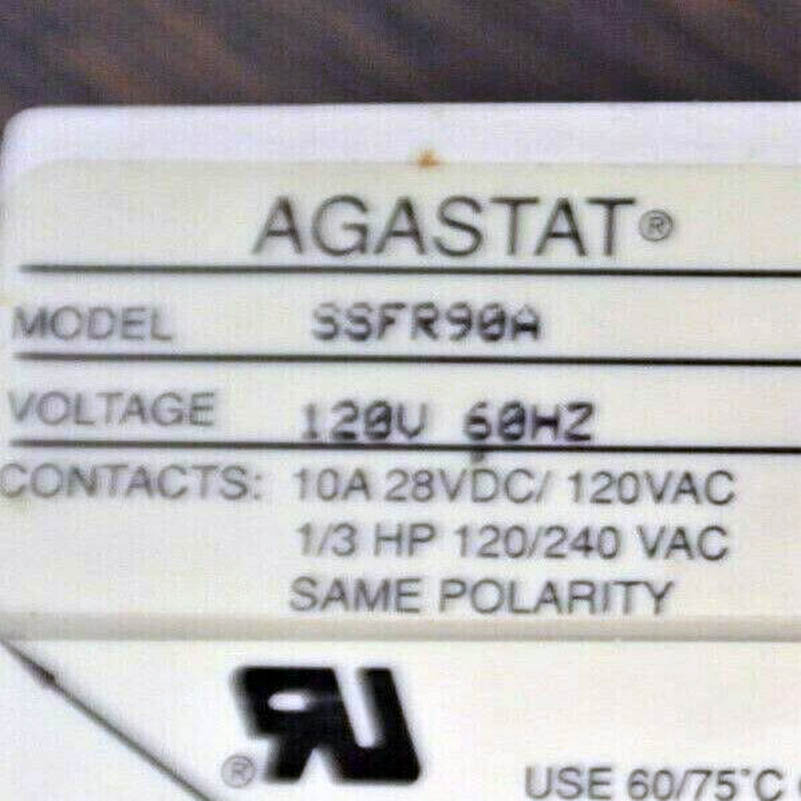 AGASTAT®
MODEL SSFR90A
VOLTAGE 120V 60HZ
CONTACTS: 10A 28VDC/ 120VAC
1/3 HP 120/240 VAC
SAME POLARITY
®
USE 60/75°C